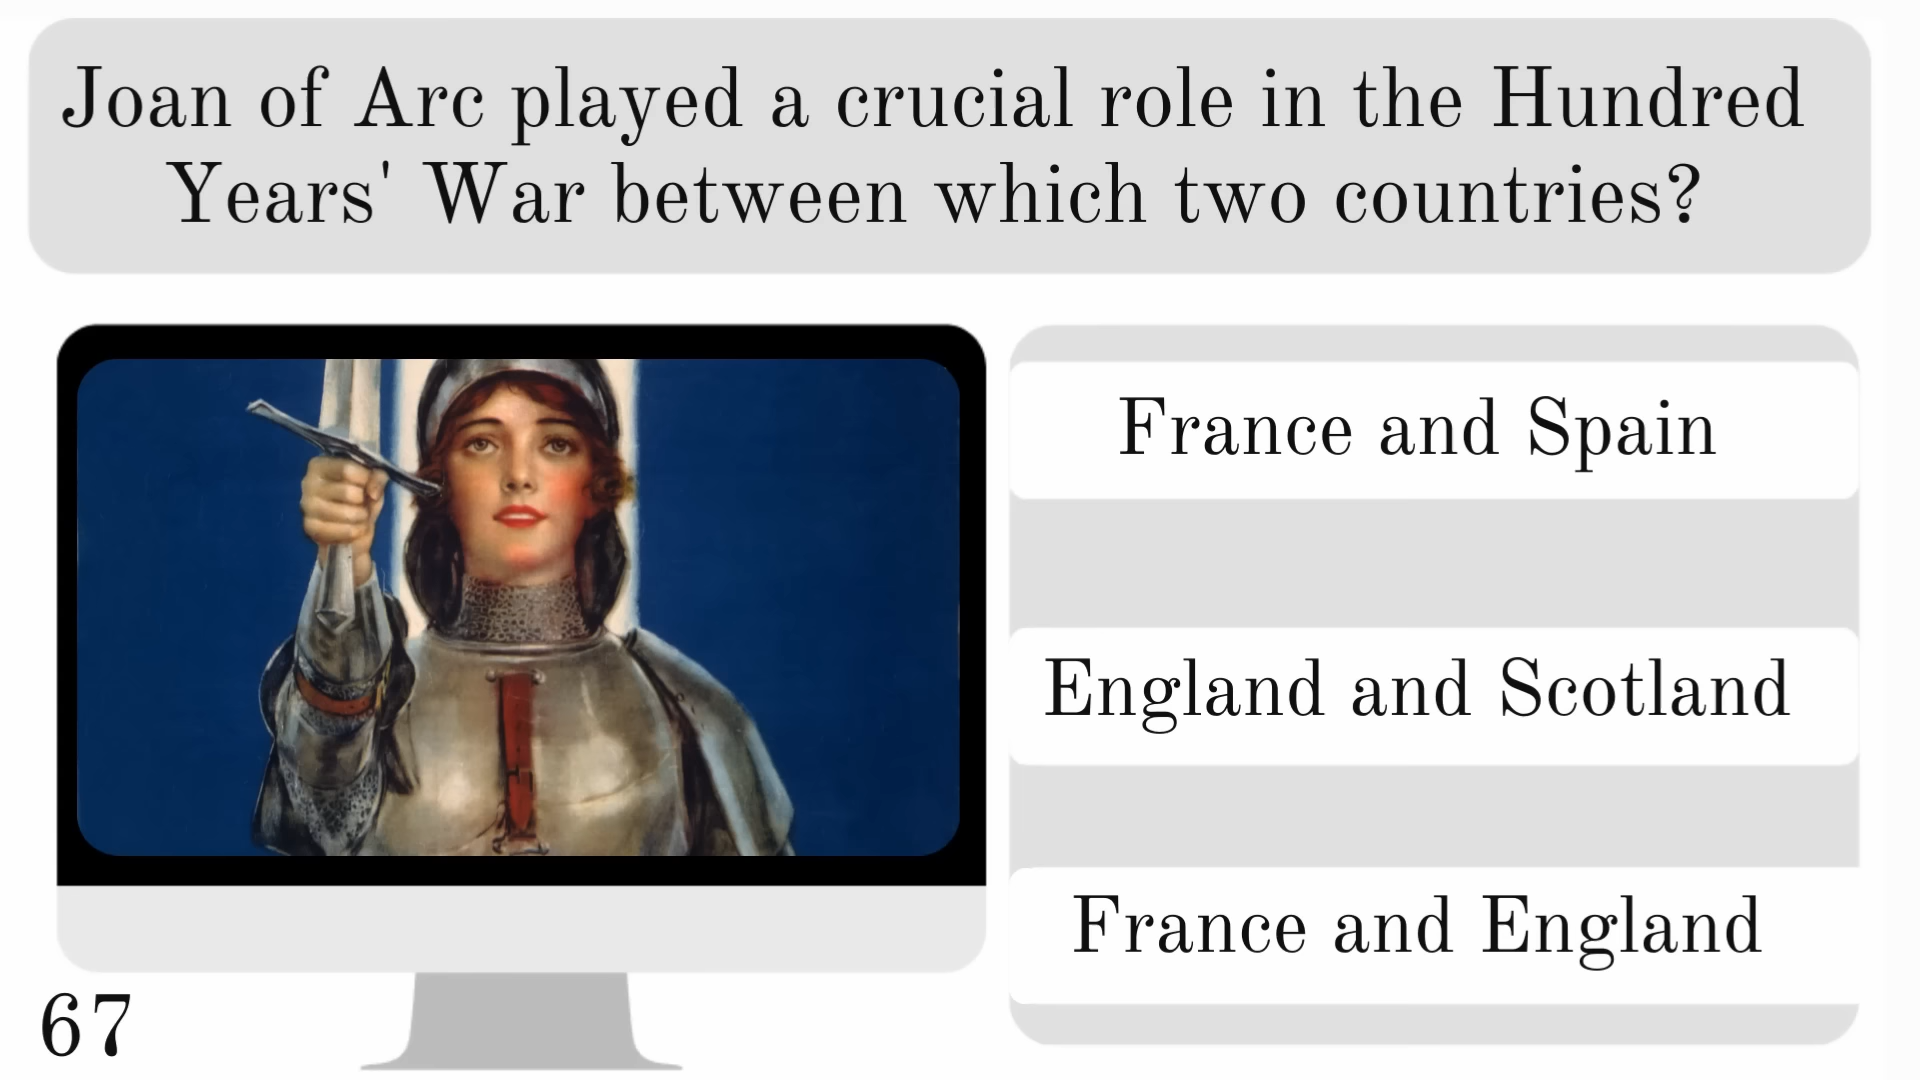 Joan of Arc played a crucial role in the Hundred
Years' War between which two countries?
France and Spain
England and Scotland
France and England
67